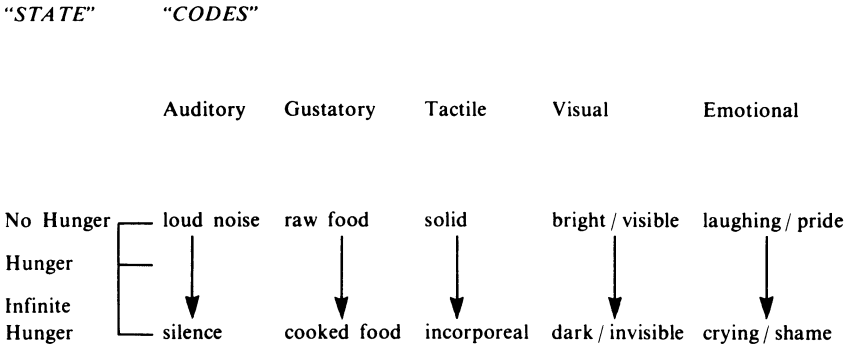 “STATE” “CODES”
Auditory Gustatory Tactile Visual Emotional
No Hunger loud noise raw food solid bright / visible laughing / pride
Hunger
Infinite
Hunger silence cooked food incorporeal dark / invisible crying / shame